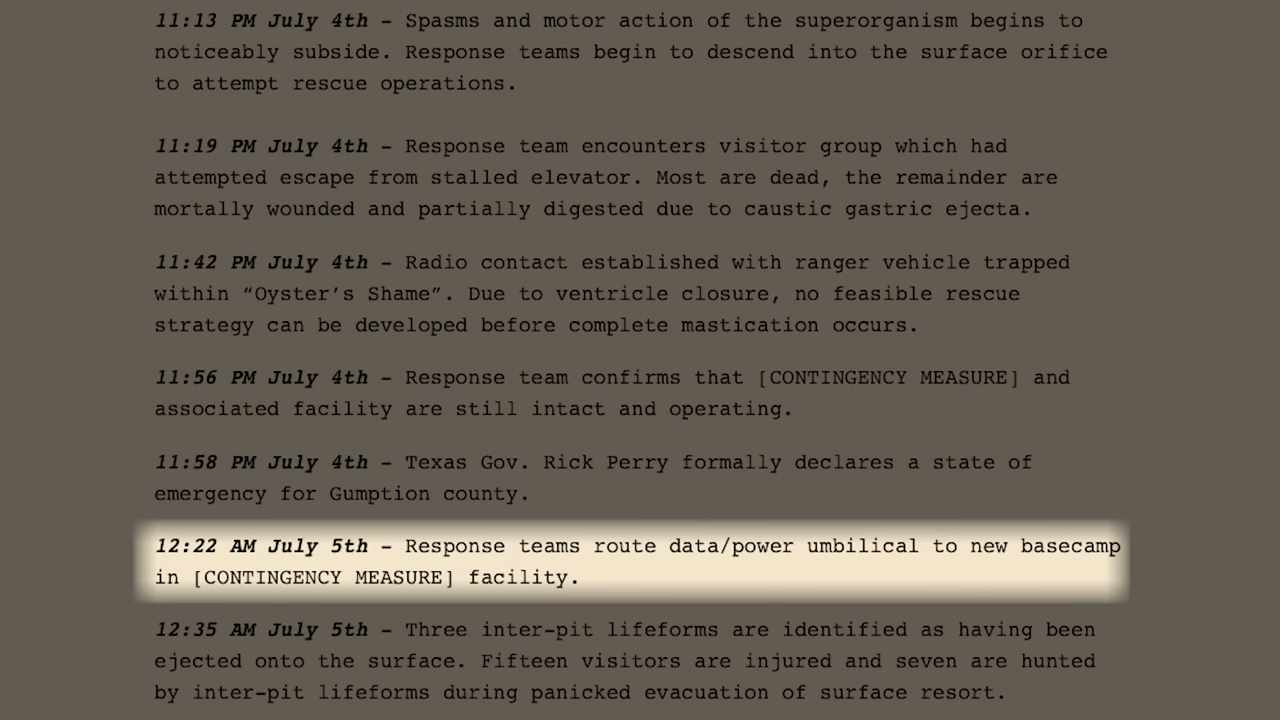 11:13 PM July 4th – Spasms and motor action of the superorganism begins to
noticeably subside. Response teams begin to descend into the surface orifice
to attempt rescue operations.
11:19 PM July 4th – Response team encounters visitor group which had
attempted escape from stalled elevator. Most are dead, the remainder are
mortally wounded and partially digested due to caustic gastric ejecta.
11:42 PM July 4th – Radio contact established with ranger vehicle trapped
within “Oyster’s Shame”. Due to ventricle closure, no feasible rescue
strategy can be developed before complete mastication occurs.
11:56 PM July 4th – Response team confirms that [CONTINGENCY MEASURE] and
associated facility are still intact and operating.
11:58 PM July 4th – Texas Gov. Rick Perry formally declares a state of
emergency for Gumption county.
12:22 AM July 5th – Response teams route data/power umbilical to new basecamp
in [CONTINGENCY MEASURE] facility.
12:35 AM July 5th – Three inter-pit lifeforms are identified as having been
ejected onto the surface. Fifteen visitors are injured and seven are hunted
by inter-pit lifeforms during panicked evacuation of surface resort.